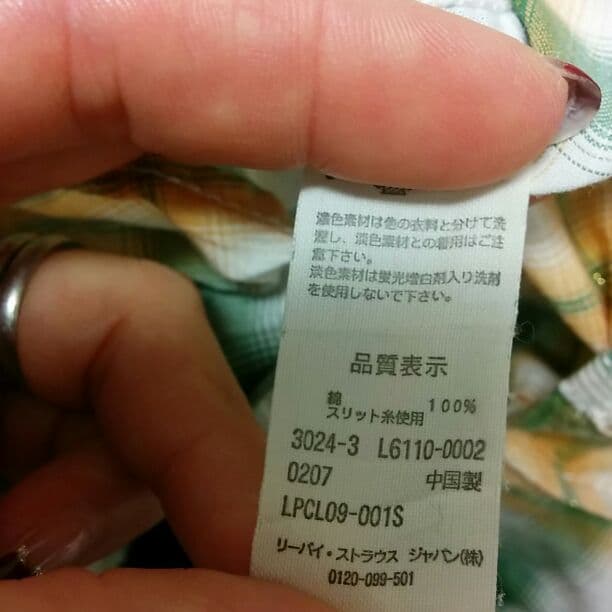 濃色素材は他の衣料と分けて洗
濯し、淡色素材との着用はご注
意下さい。
淡色素材は蛍光増白剤入り洗剤
を使用しないで下さい。
品質表示
綿 100%
スリット糸使用
3024-3 L6110-0002
0207 中国製
LPCL09-001S
リーバイ・ストラウス ジャパン(株)
0120-099-501